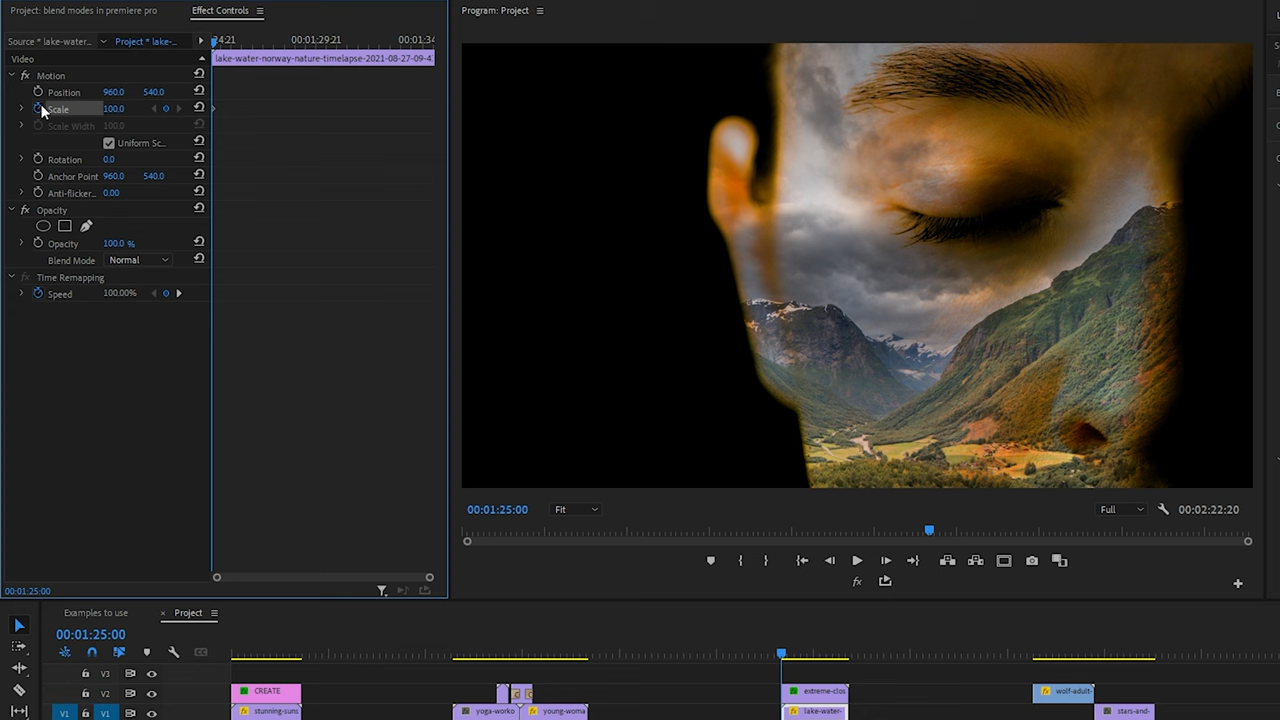 Project: blend modes in premiere pro
Effect Controls
Program: Project
Source * lake-water...
Project * lake-...
24:21
00:01:29:21
00:01:34
Video
lake-water-norway-nature-timelapse-2021-08-27-09-4
Motion
Position 960.0 540.0
Scale 100.0
Scale Width 100.0
Uniform Sc...
Rotation 0.0
Anchor Point 960.0 540.0
Anti-flicker... 0.00
fx Opacity
Opacity 100.0 %
Blend Mode Normal
fx Time Remapping
Speed 100.00%
00:01:25:00
Fit
Full
00:02:22:20
fx
00:01:25:00
Examples to use
× Project
00:01:25:00
V3
V2
CREATE
extreme-clos
wolf-adult-
V1 V1
stunning-suns
yoga-worko
young-woma
lake-water-
stars-and-